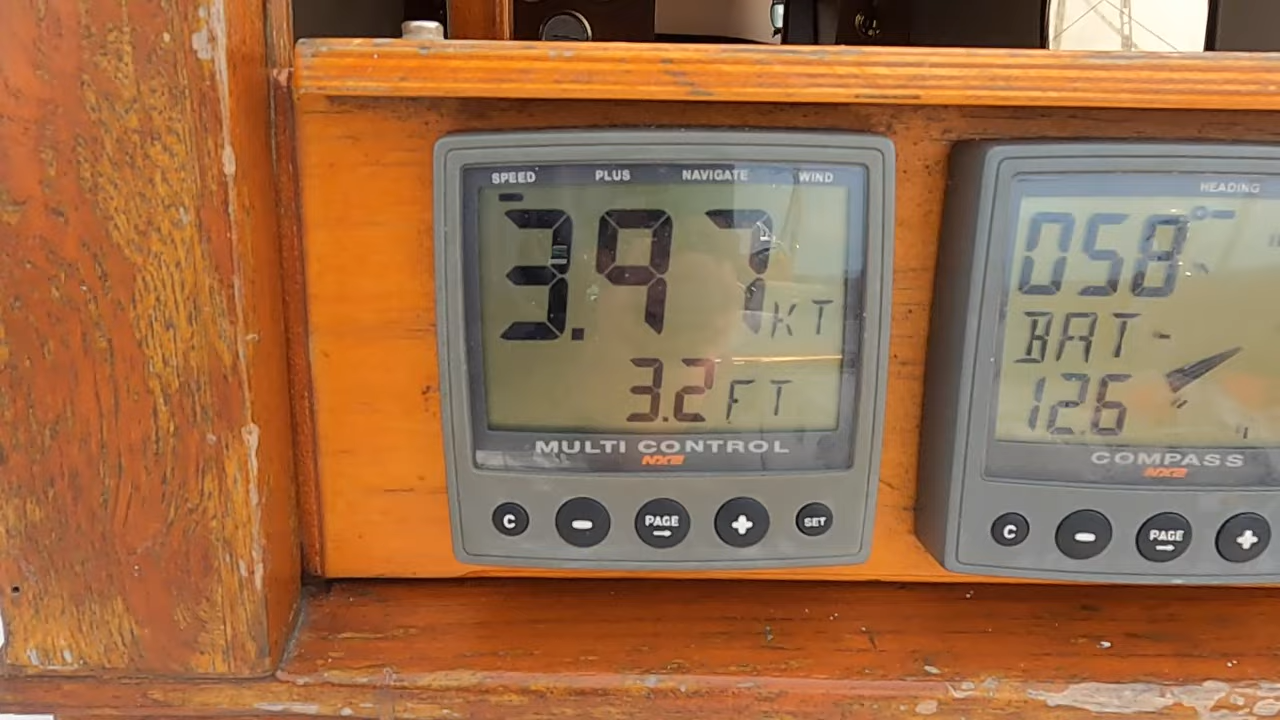 SPEED PLUS NAVIGATE WIND
3.97 KT
3.2 FT
MULTI CONTROL
NX2
C - PAGE + SET
HEADING
058°
BAT
12.6
COMPASS
NX2
C - PAGE +